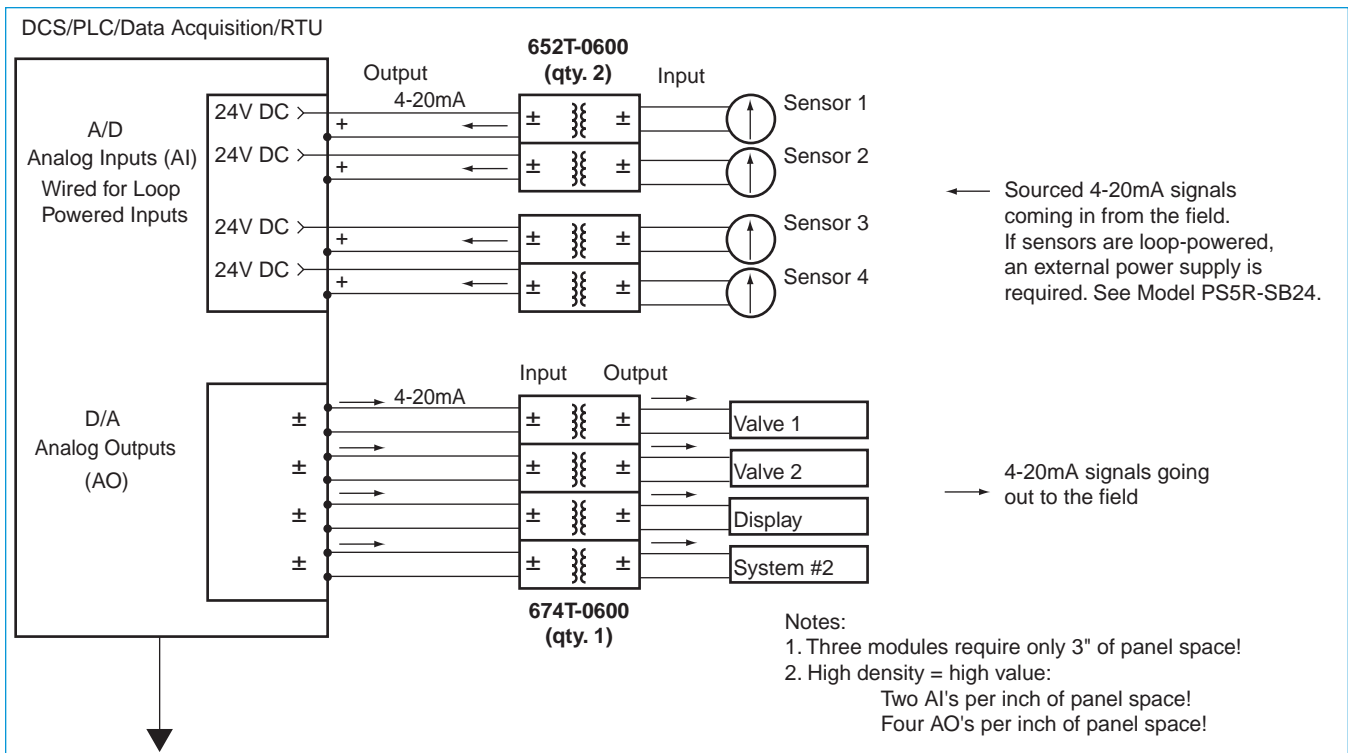 DCS/PLC/Data Acquisition/RTU
652T-0600
(qty. 2)
Output
Input
4-20mA
A/D
Analog Inputs (AI)
Wired for Loop
Powered Inputs
24V DC
+
± ±
Sensor 1
24V DC
+
± ±
Sensor 2
24V DC
+
± ±
Sensor 3
24V DC
+
± ±
Sensor 4
Sourced 4-20mA signals
coming in from the field.
If sensors are loop-powered,
an external power supply is
required. See Model PS5R-SB24.
Input
Output
4-20mA
D/A
Analog Outputs
(AO)
± ± ±
Valve 1
± ± ±
Valve 2
± ± ±
Display
± ± ±
System #2
4-20mA signals going
out to the field
674T-0600
(qty. 1)
Notes:
1. Three modules require only 3" of panel space!
2. High density = high value:
Two AI's per inch of panel space!
Four AO's per inch of panel space!